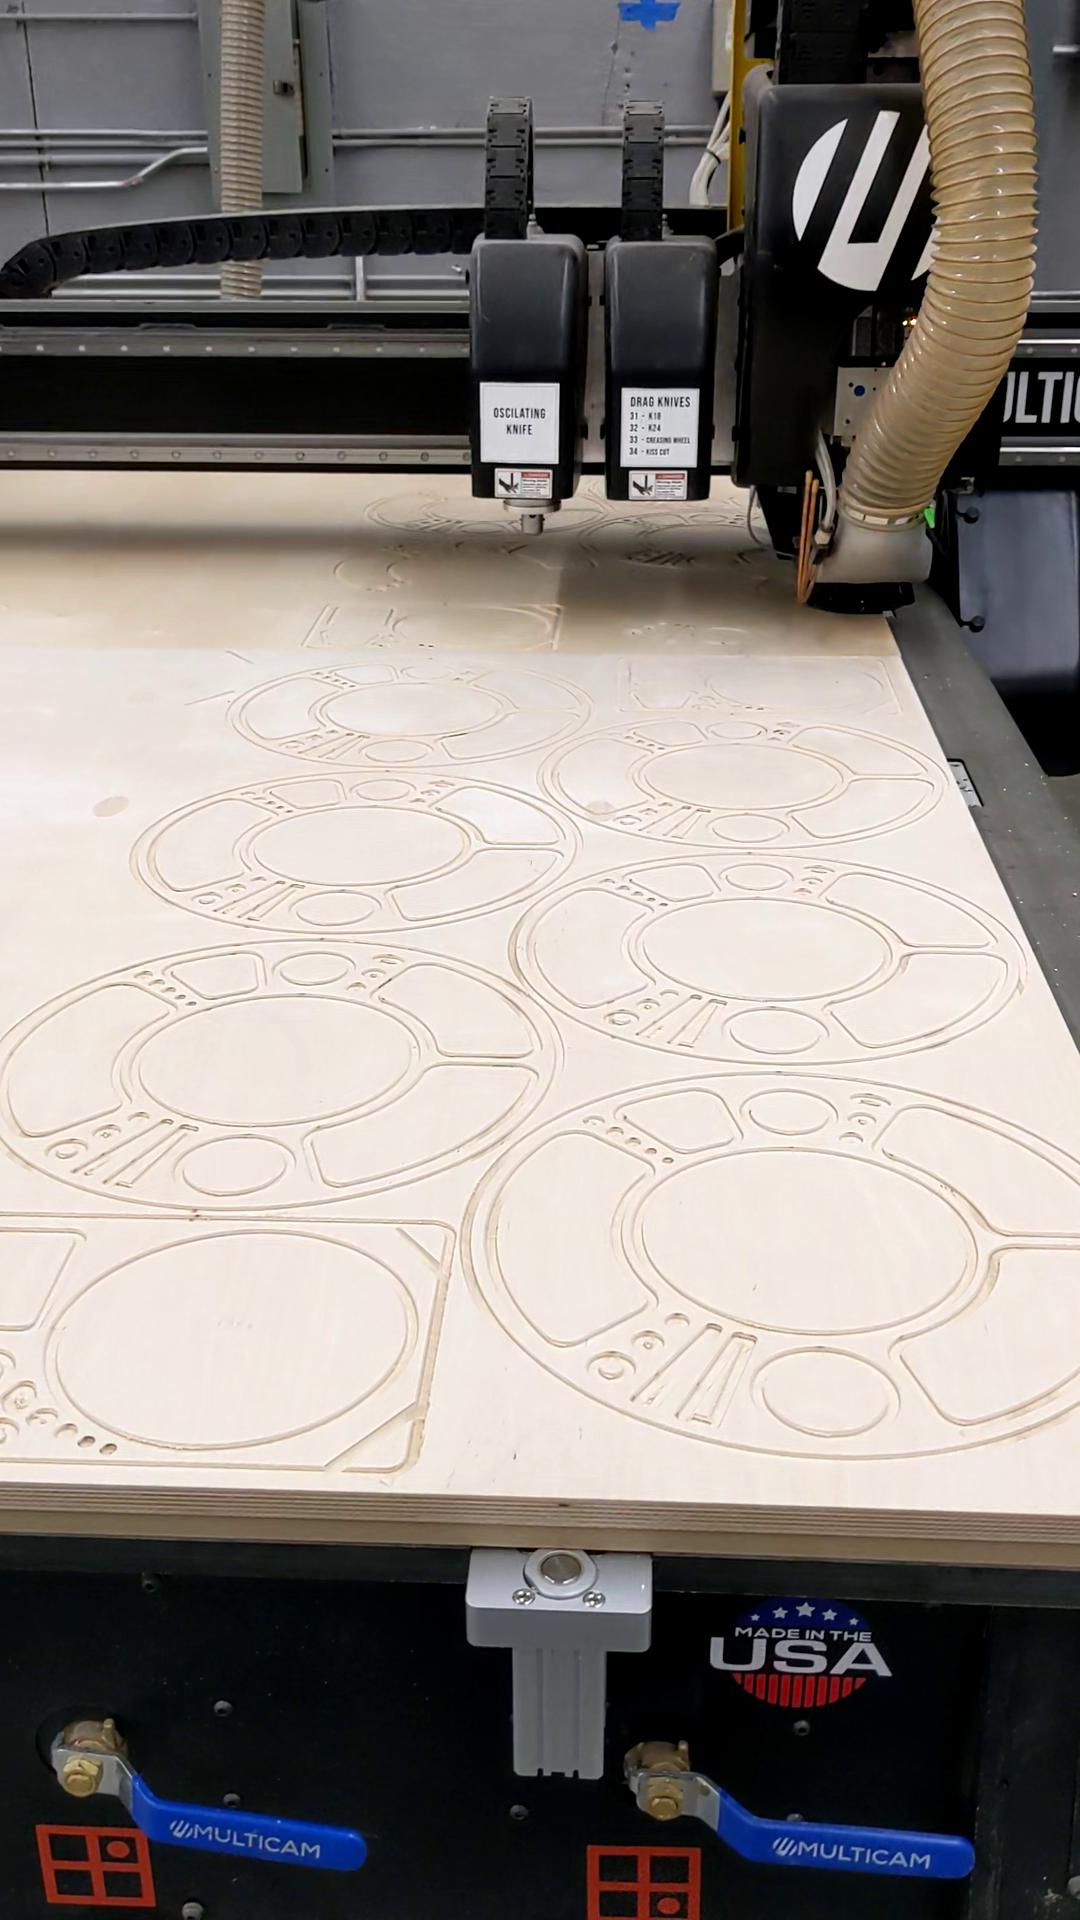 OSCILATING
KNIFE
DRAG KNIVES
31 - K18
32 - K24
33 - CREASING WHEEL
34 - KISS CUT
MADE IN THE
USA
MULTICAM
MULTICAM